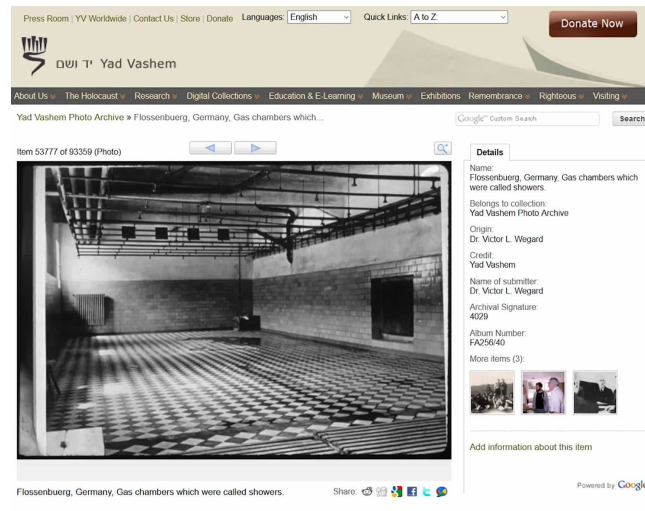 Press Room | YV Worldwide | Contact Us | Store | Donate Languages: English Quick Links: A to Z
Donate Now
יד ושם Yad Vashem
About Us The Holocaust Research Digital Collections Education & E-Learning Museum Exhibitions Remembrance Righteous Visiting
Yad Vashem Photo Archive » Flossenbuerg, Germany, Gas chambers which...
Google™ Custom Search Search
Item 53777 of 93359 (Photo)
Details
Name:
Flossenbuerg, Germany, Gas chambers which
were called showers.
Belongs to collection:
Yad Vashem Photo Archive
Origin:
Dr. Victor L. Wegard
Credit:
Yad Vashem
Name of submitter:
Dr. Victor L. Wegard
Archival Signature:
4029
Album Number:
FA256/40
More items (3):
Add information about this item
Powered by Google
Flossenbuerg, Germany, Gas chambers which were called showers. Share: